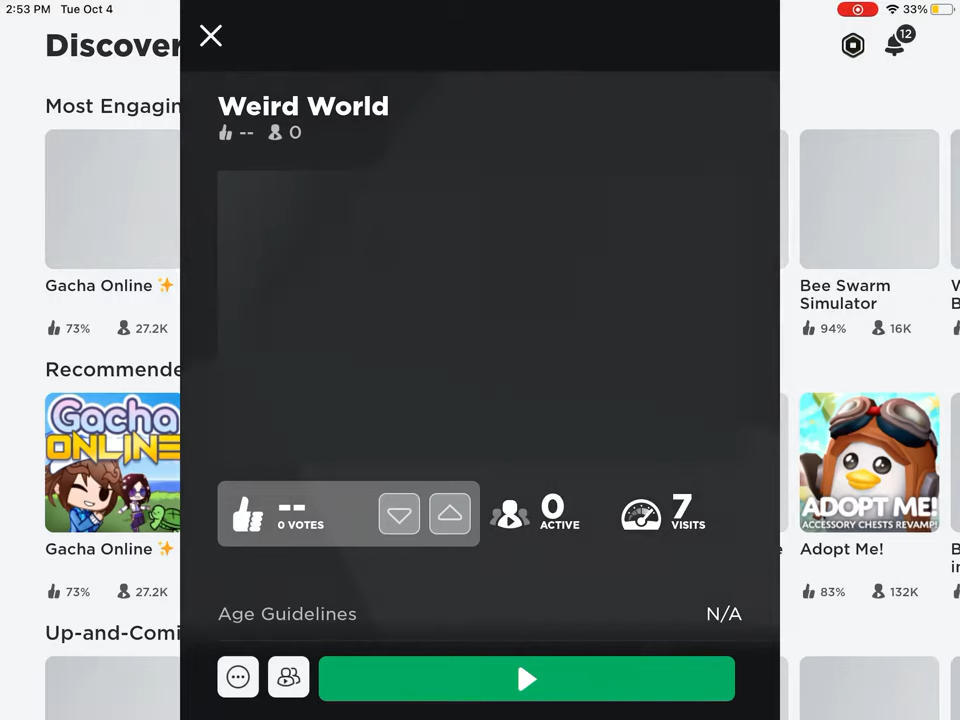 2:53 PM Tue Oct 4
33%
Discover
12
Most Engagin
Weird World
--
0
Gacha Online ✨
73% 27.2K
Bee Swarm
Simulator
94% 16K
W
B
Recommende
Gacha
ONLINE
ADOPT ME!
ACCESSORY CHESTS REVAMP!
--
0 VOTES
0
ACTIVE
7
VISITS
Gacha Online ✨
73% 27.2K
e
Adopt Me!
83% 132K
B
in
Age Guidelines
N/A
Up-and-Comi